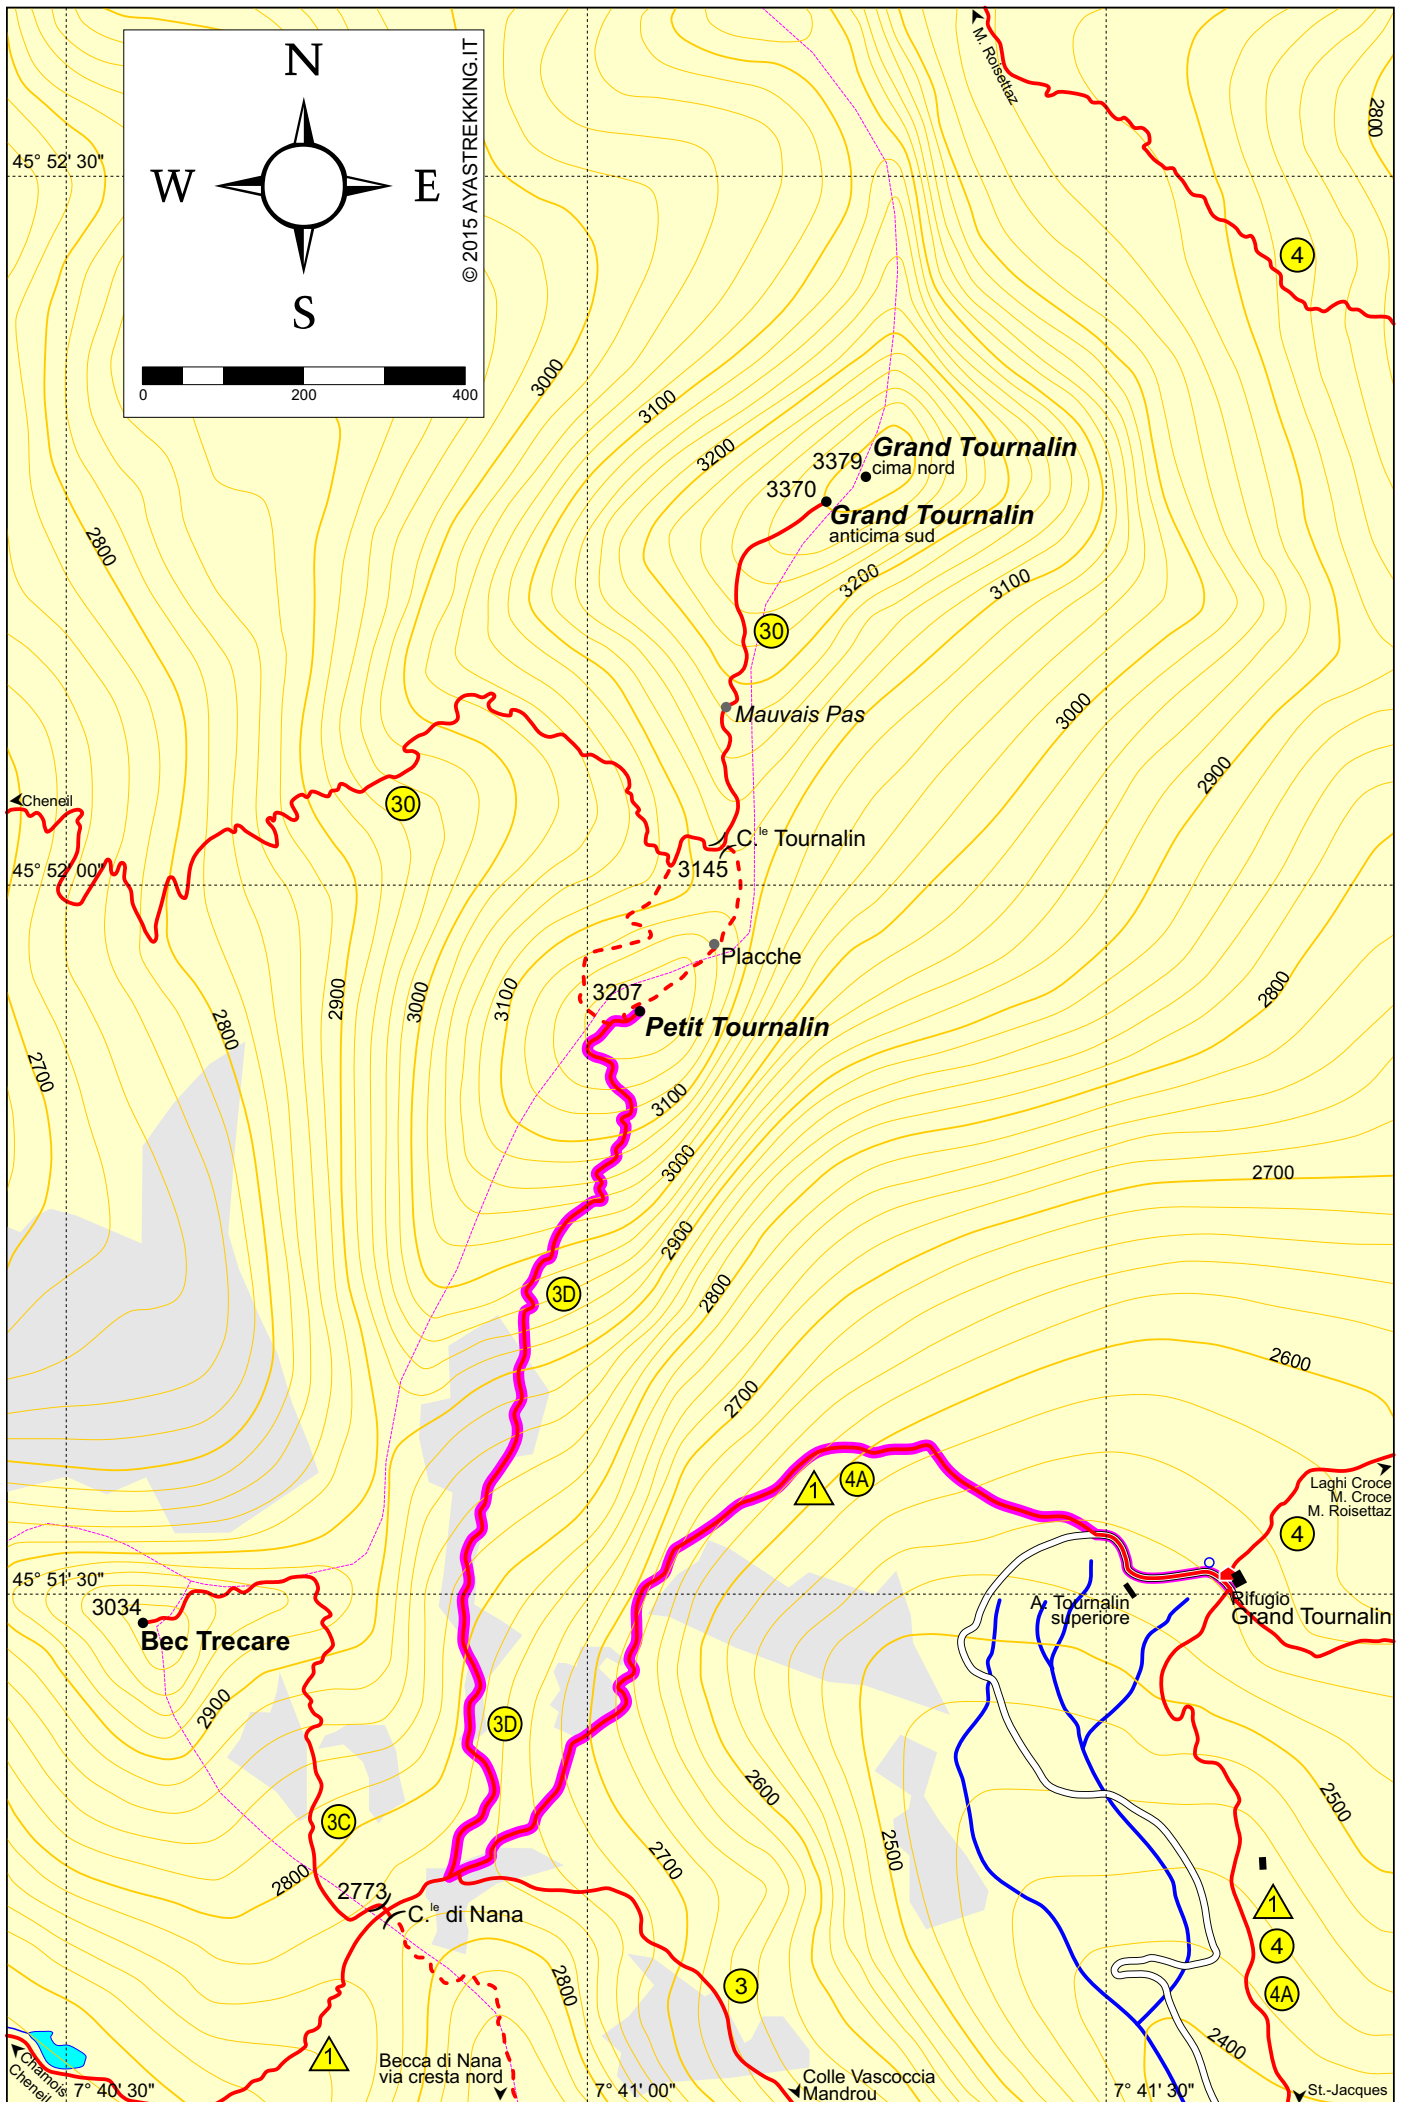 N
W
E
S
© 2015 AYASTREKKING.IT
0
200
400
M. Roisettaz
2800
45° 52' 30"
4
3000
3100
3200
3379
Grand Tournalin
cima nord
3370
Grand Tournalin
anticima sud
2800
3200
3100
30
3000
Mauvais Pas
2900
Cheneil
30
C.le Tournalin
3145
45° 52' 00"
Placche
2900
3000
3100
3207
Petit Tournalin
2800
2800
2700
3100
3000
2700
2900
3D
2800
2600
2700
1
4A
Laghi Croce
M. Croce
M. Roisettaz
4
45° 51' 30"
3034
Bec Trecare
A. Tournalin
superiore
Rifugio
Grand Tournalin
2900
3D
2600
2500
3C
2500
2700
2800
2773
C.le di Nana
1
4
4A
2800
3
1
2400
Chamois
Cheneil
7° 40' 30"
Becca di Nana
via cresta nord
7° 41' 00"
Colle Vascoccia
Mandrou
7° 41' 30"
St.-Jacques